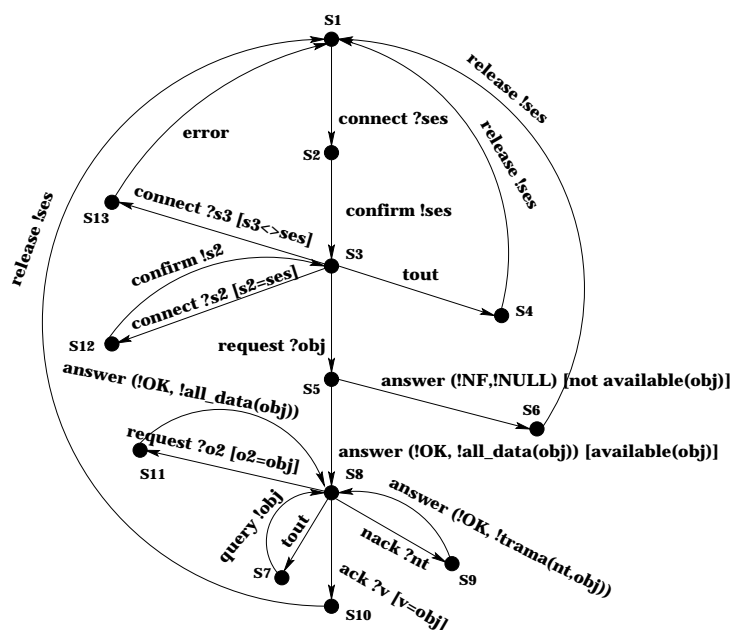 S1
release !ses
error
connect ?ses
release !ses
S2
connect ?s3 [s3<>ses]
confirm !ses
S13
release !ses
confirm !s2
S3
tout
connect ?s2 [s2=ses]
S4
S12
request ?obj
answer (!OK, !all_data(obj))
S5
answer (!NF,!NULL) [not available(obj)]
S6
request ?o2 [o2=obj]
answer (!OK, !all_data(obj)) [available(obj)]
S11
S8
answer (!OK, !trama(nt,obj))
query !obj
tout
nack ?nt
S7
S9
ack ?v [v=obj]
S10